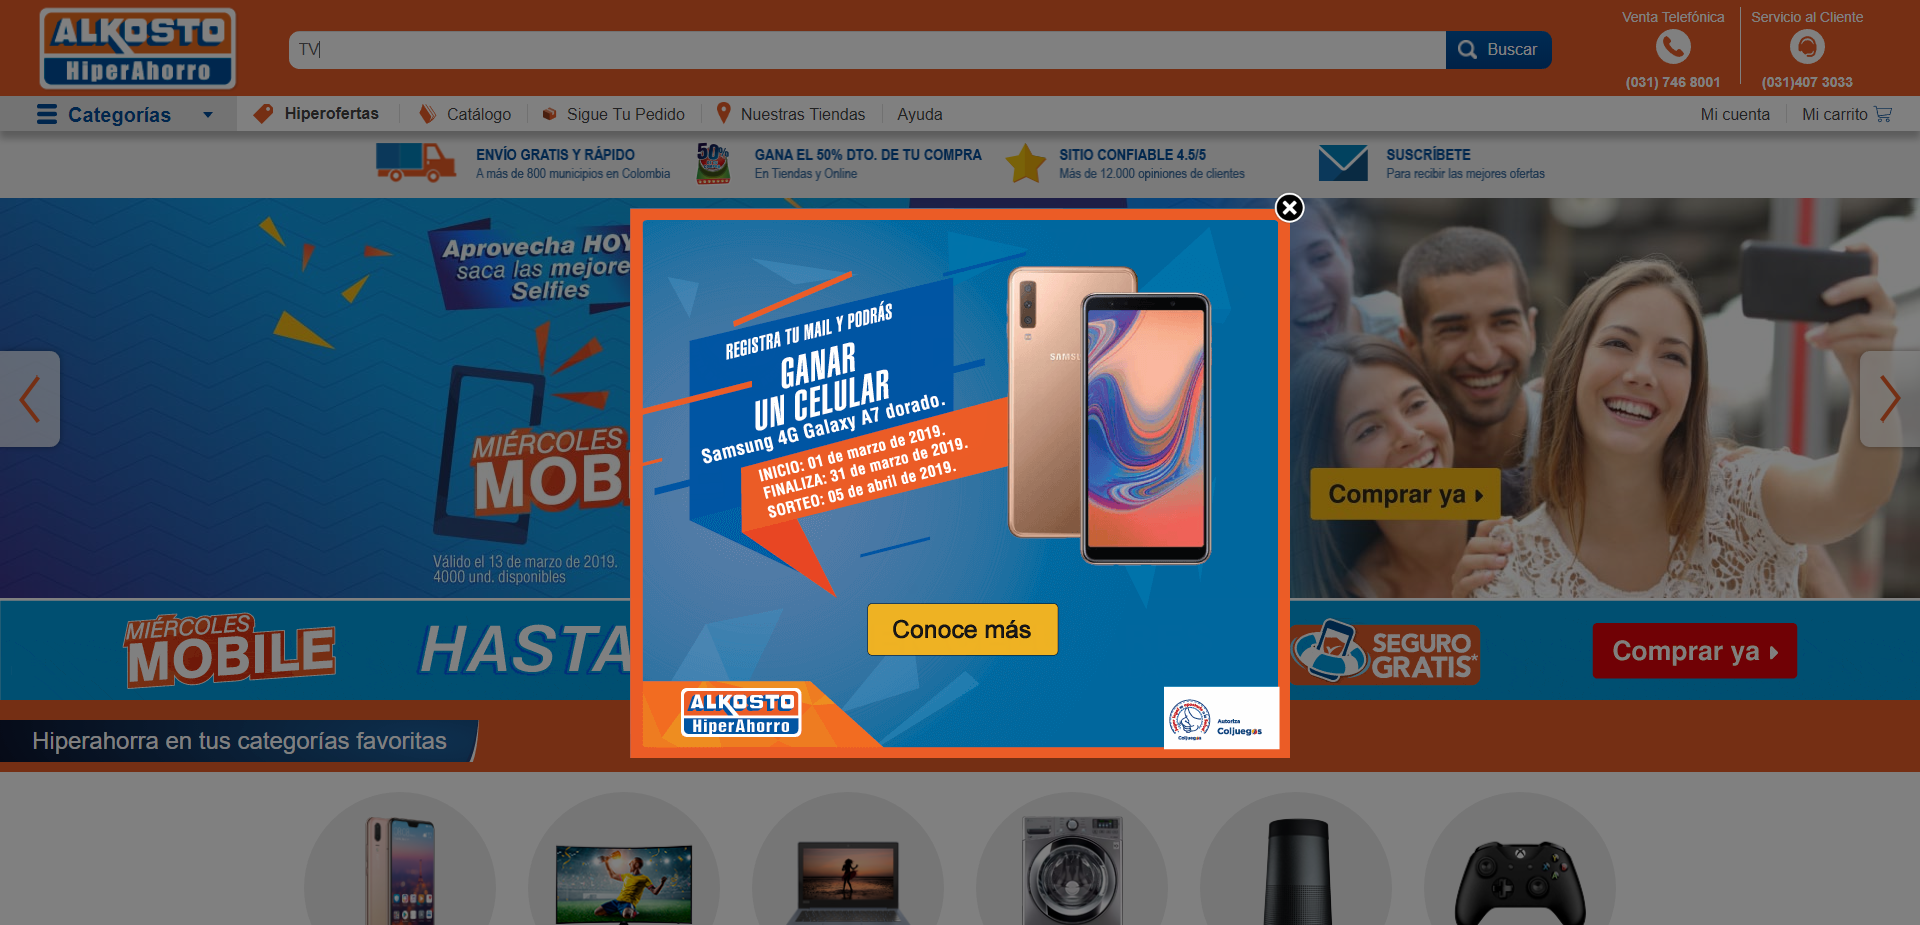 ALKOSTO
HiperAhorro
TV
Buscar
Venta Telefónica
(031) 746 8001
Servicio al Cliente
(031)407 3033
Categorías
Hiperofertas
Catálogo
Sigue Tu Pedido
Nuestras Tiendas
Ayuda
Mi cuenta
Mi carrito
ENVÍO GRATIS Y RÁPIDO
A más de 800 municipios en Colombia
50%
GANA EL 50% DTO. DE TU COMPRA
En Tiendas y Online
SITIO CONFIABLE 4.5/5
Más de 12.000 opiniones de clientes
SUSCRÍBETE
Para recibir las mejores ofertas
Aprovecha HOY
saca las mejore
Selfies
MIÉRCOLES
MOBI
Válido el 13 de marzo de 2019.
4000 und. disponibles
REGISTRA TU MAIL Y PODRÁS
GANAR
UN CELULAR
Samsung 4G Galaxy A7 dorado.
INICIO: 01 de marzo de 2019.
FINALIZA: 31 de marzo de 2019.
SORTEO: 05 de abril de 2019.
SAMSU
Conoce más
ALKOSTO
HiperAhorro
Coljuegos
Autoriza
Coljuegos
Comprar ya
MIÉRCOLES
MOBILE
HASTA
SEGURO
GRATIS*
Comprar ya
Hiperahorra en tus categorías favoritas